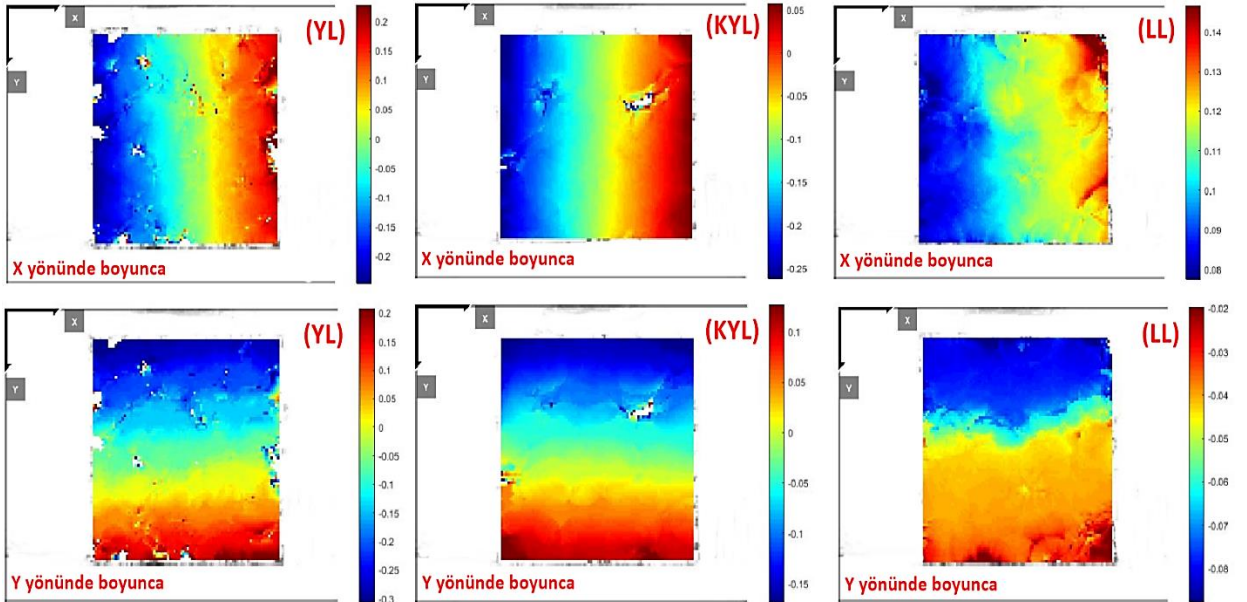 X
(YL)
0.2
0.15
0.1
0.05
0
-0.05
-0.1
-0.15
-0.2
Y
X yönünde boyunca
X
(KYL)
0.05
0
-0.05
-0.1
-0.15
-0.2
-0.25
Y
X yönünde boyunca
X
(LL)
0.14
0.13
0.12
0.11
0.1
0.09
0.08
Y
X yönünde boyunca
X
(YL)
0.2
0.15
0.1
0.05
0
-0.05
-0.1
-0.15
-0.2
-0.25
-0.3
Y
Y yönünde boyunca
X
(KYL)
0.1
0.05
0
-0.05
-0.1
-0.15
Y
Y yönünde boyunca
X
(LL)
-0.02
-0.03
-0.04
-0.05
-0.06
-0.07
-0.08
Y
Y yönünde boyunca